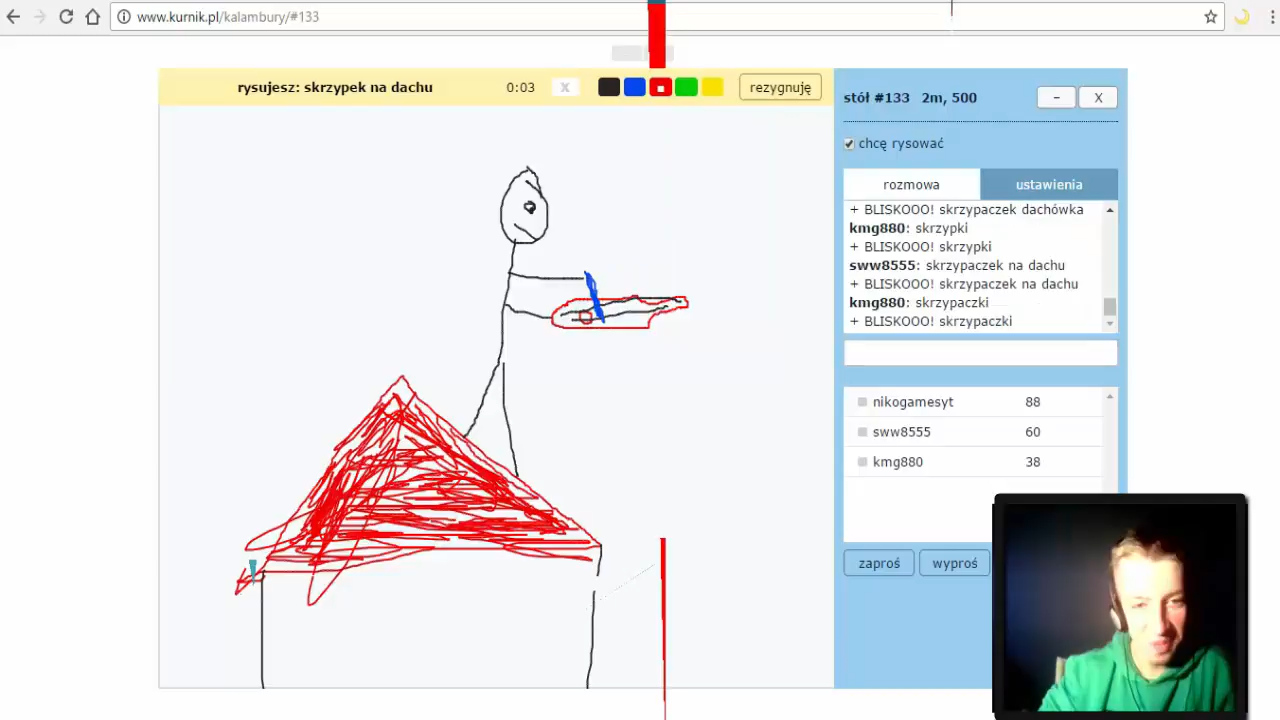 www.kurnik.pl/kalambury/#133
rysujesz: skrzypek na dachu 0:03 X rezygnuję
stół #133 2m, 500 – X
chcę rysować
rozmowa ustawienia
+ BLISKOOO! skrzypaczek dachówka
kmg880: skrzypki
+ BLISKOOO! skrzypki
sww8555: skrzypaczek na dachu
+ BLISKOOO! skrzypaczek na dachu
kmg880: skrzypaczki
+ BLISKOOO! skrzypaczki
nikogamesyt 88
sww8555 60
kmg880 38
zaproś wyproś